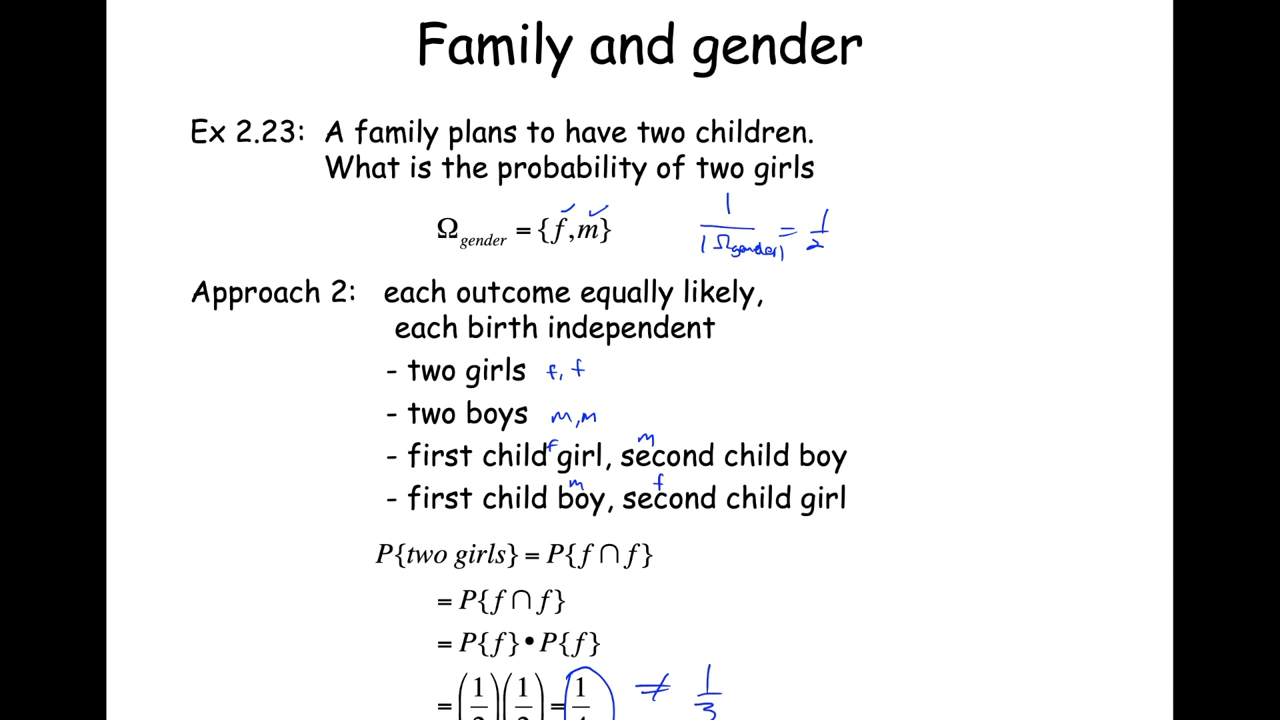 Family and gender
Ex 2.23: A family plans to have two children.
What is the probability of two girls
Ω_gender = {f,m} 1/|Ω_gender| = 1/2
Approach 2: each outcome equally likely,
each birth independent
- two girls f, f
- two boys m,m
f m
- first child girl, second child boy
m f
- first child boy, second child girl
P{two girls} = P{f ∩ f}
= P{f ∩ f}
= P{f} • P{f}
= (1/2)(1/2) = 1/4 ≠ 1/3